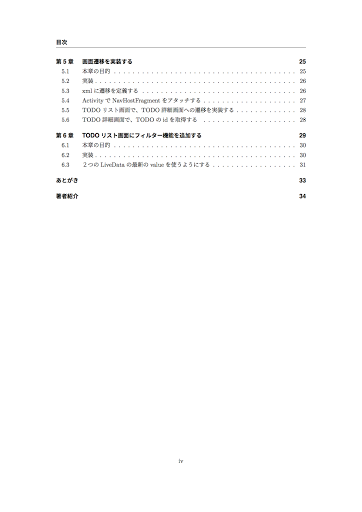 目次
第 5 章 画面遷移を実装する 25
5.1 本章の目的 . . . . . . . . . . . . . . . . . . . . . . . . . . . . . . . . . . . . . . . . 25
5.2 実装 . . . . . . . . . . . . . . . . . . . . . . . . . . . . . . . . . . . . . . . . . . . . 26
5.3 xml に遷移を定義する . . . . . . . . . . . . . . . . . . . . . . . . . . . . . . . . . . 26
5.4 Activity で NavHostFragment をアタッチする . . . . . . . . . . . . . . . . . . . . . 27
5.5 TODO リスト画面で、TODO 詳細画面への遷移を実装する . . . . . . . . . . . . . 28
5.6 TODO 詳細画面で、TODO の id を取得する . . . . . . . . . . . . . . . . . . . . . 28
第 6 章 TODO リスト画面にフィルター機能を追加する 29
6.1 本章の目的 . . . . . . . . . . . . . . . . . . . . . . . . . . . . . . . . . . . . . . . . 30
6.2 実装 . . . . . . . . . . . . . . . . . . . . . . . . . . . . . . . . . . . . . . . . . . . . 30
6.3 2 つの LiveData の最新の value を使うようにする . . . . . . . . . . . . . . . . . . 31
あとがき 33
著者紹介 34
iv